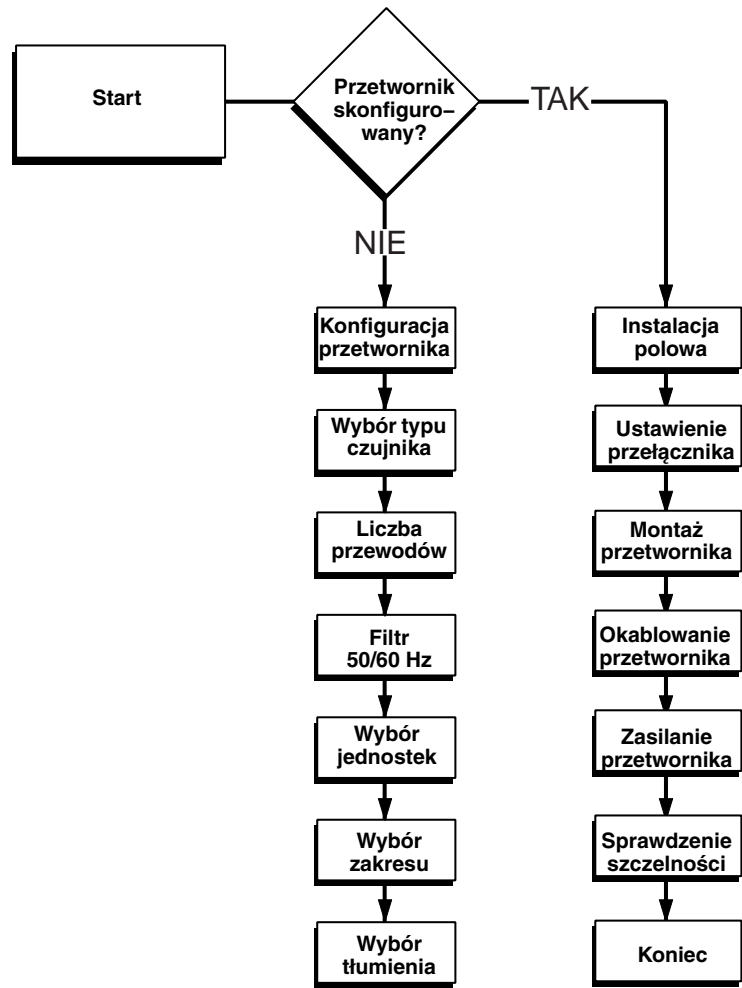 Start
Przetwornik
skonfiguro–
wany?
TAK
NIE
Konfiguracja
przetwornika
Wybór typu
czujnika
Liczba
przewodów
Filtr
50/60 Hz
Wybór
jednostek
Wybór
zakresu
Wybór
tłumienia
Instalacja
polowa
Ustawienie
przełącznika
Montaż
przetwornika
Okablowanie
przetwornika
Zasilanie
przetwornika
Sprawdzenie
szczelności
Koniec